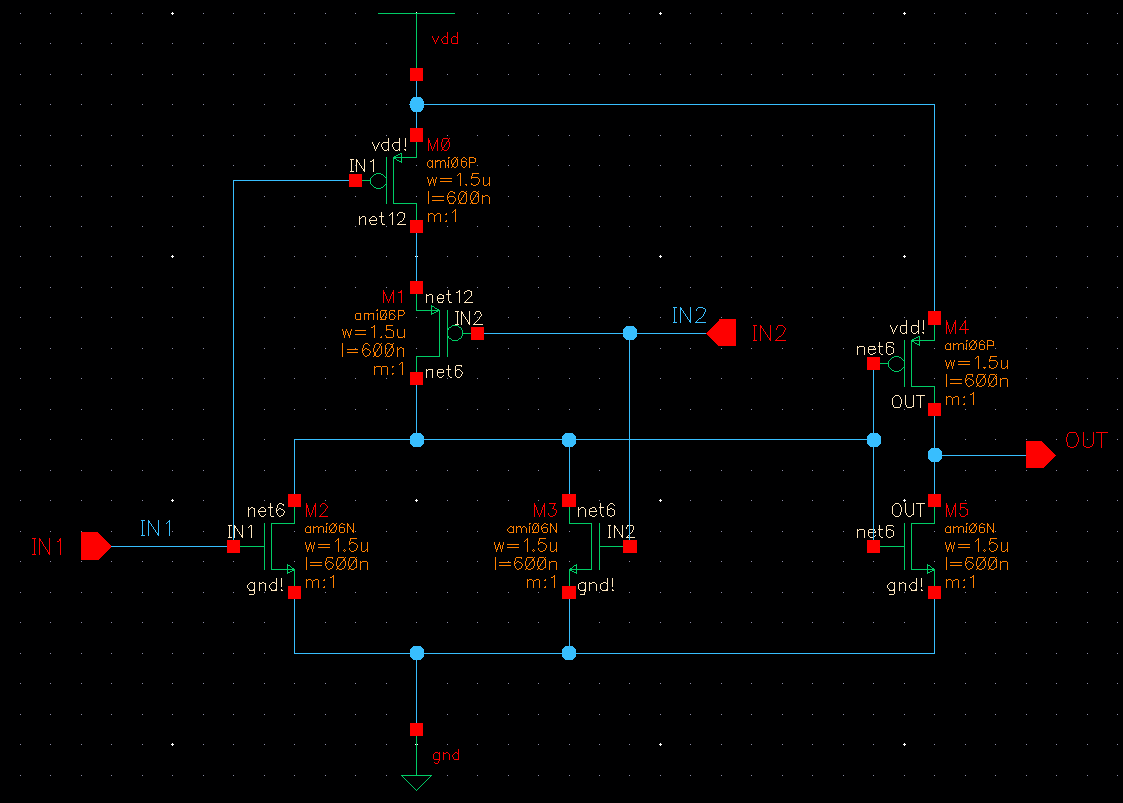 vdd
vdd!
M0
IN1
ami06P
w=1.5u
l=600n
net12
m:1
M1
net12
ami06P
IN2
w=1.5u
l=600n
m:1
net6
IN2
IN2
vdd!
M4
net6
ami06P
w=1.5u
l=600n
OUT
m:1
OUT
net6
M2
IN1
IN1
IN1
ami06N
w=1.5u
l=600n
gnd!
m:1
M3
net6
ami06N
IN2
w=1.5u
l=600n
m:1
gnd!
OUT
M5
net6
ami06N
w=1.5u
l=600n
gnd!
m:1
gnd